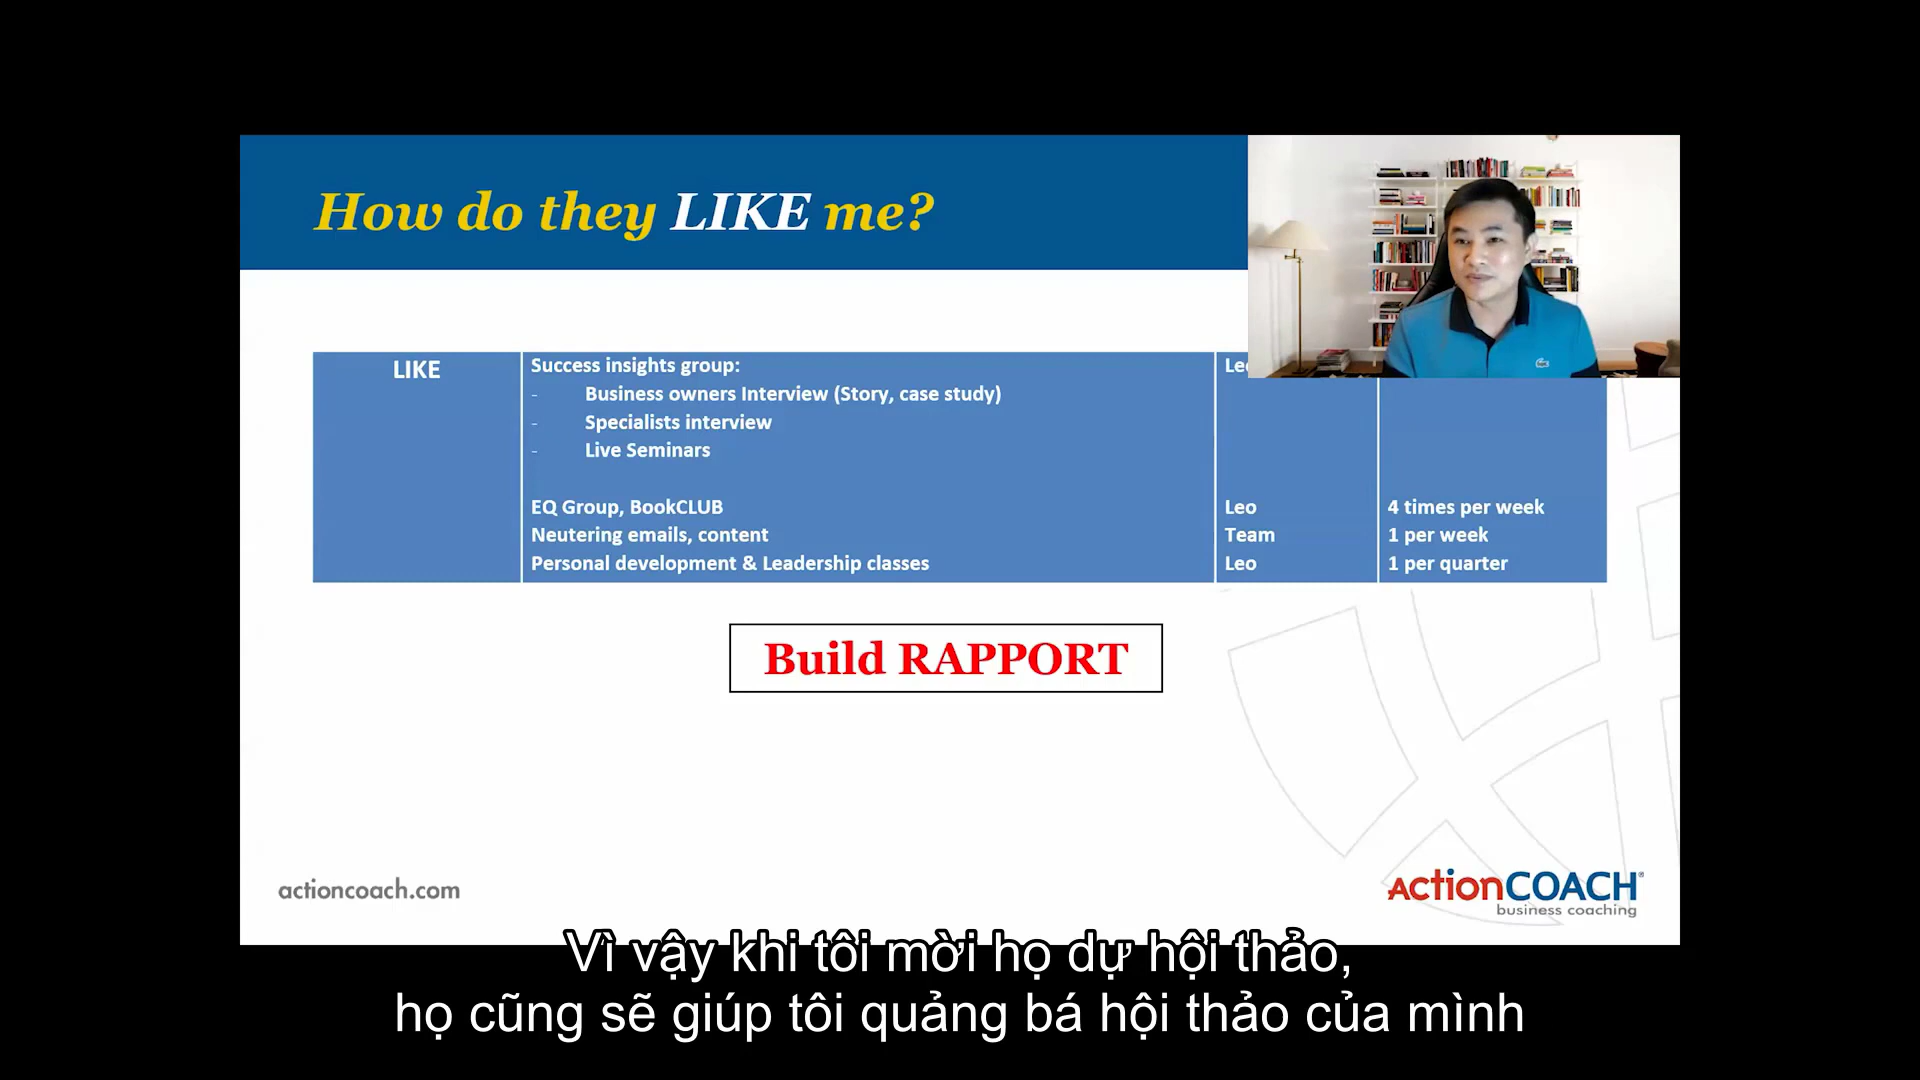 How do they LIKE me?
LIKE
Success insights group:
- Business owners Interview (Story, case study)
- Specialists interview
- Live Seminars
EQ Group, BookCLUB Leo 4 times per week
Neutering emails, content Team 1 per week
Personal development & Leadership classes Leo 1 per quarter
Build RAPPORT
actioncoach.com
ActionCOACH®
business coaching
Vì vậy khi tôi mời họ dự hội thảo,
họ cũng sẽ giúp tôi quảng bá hội thảo của mình